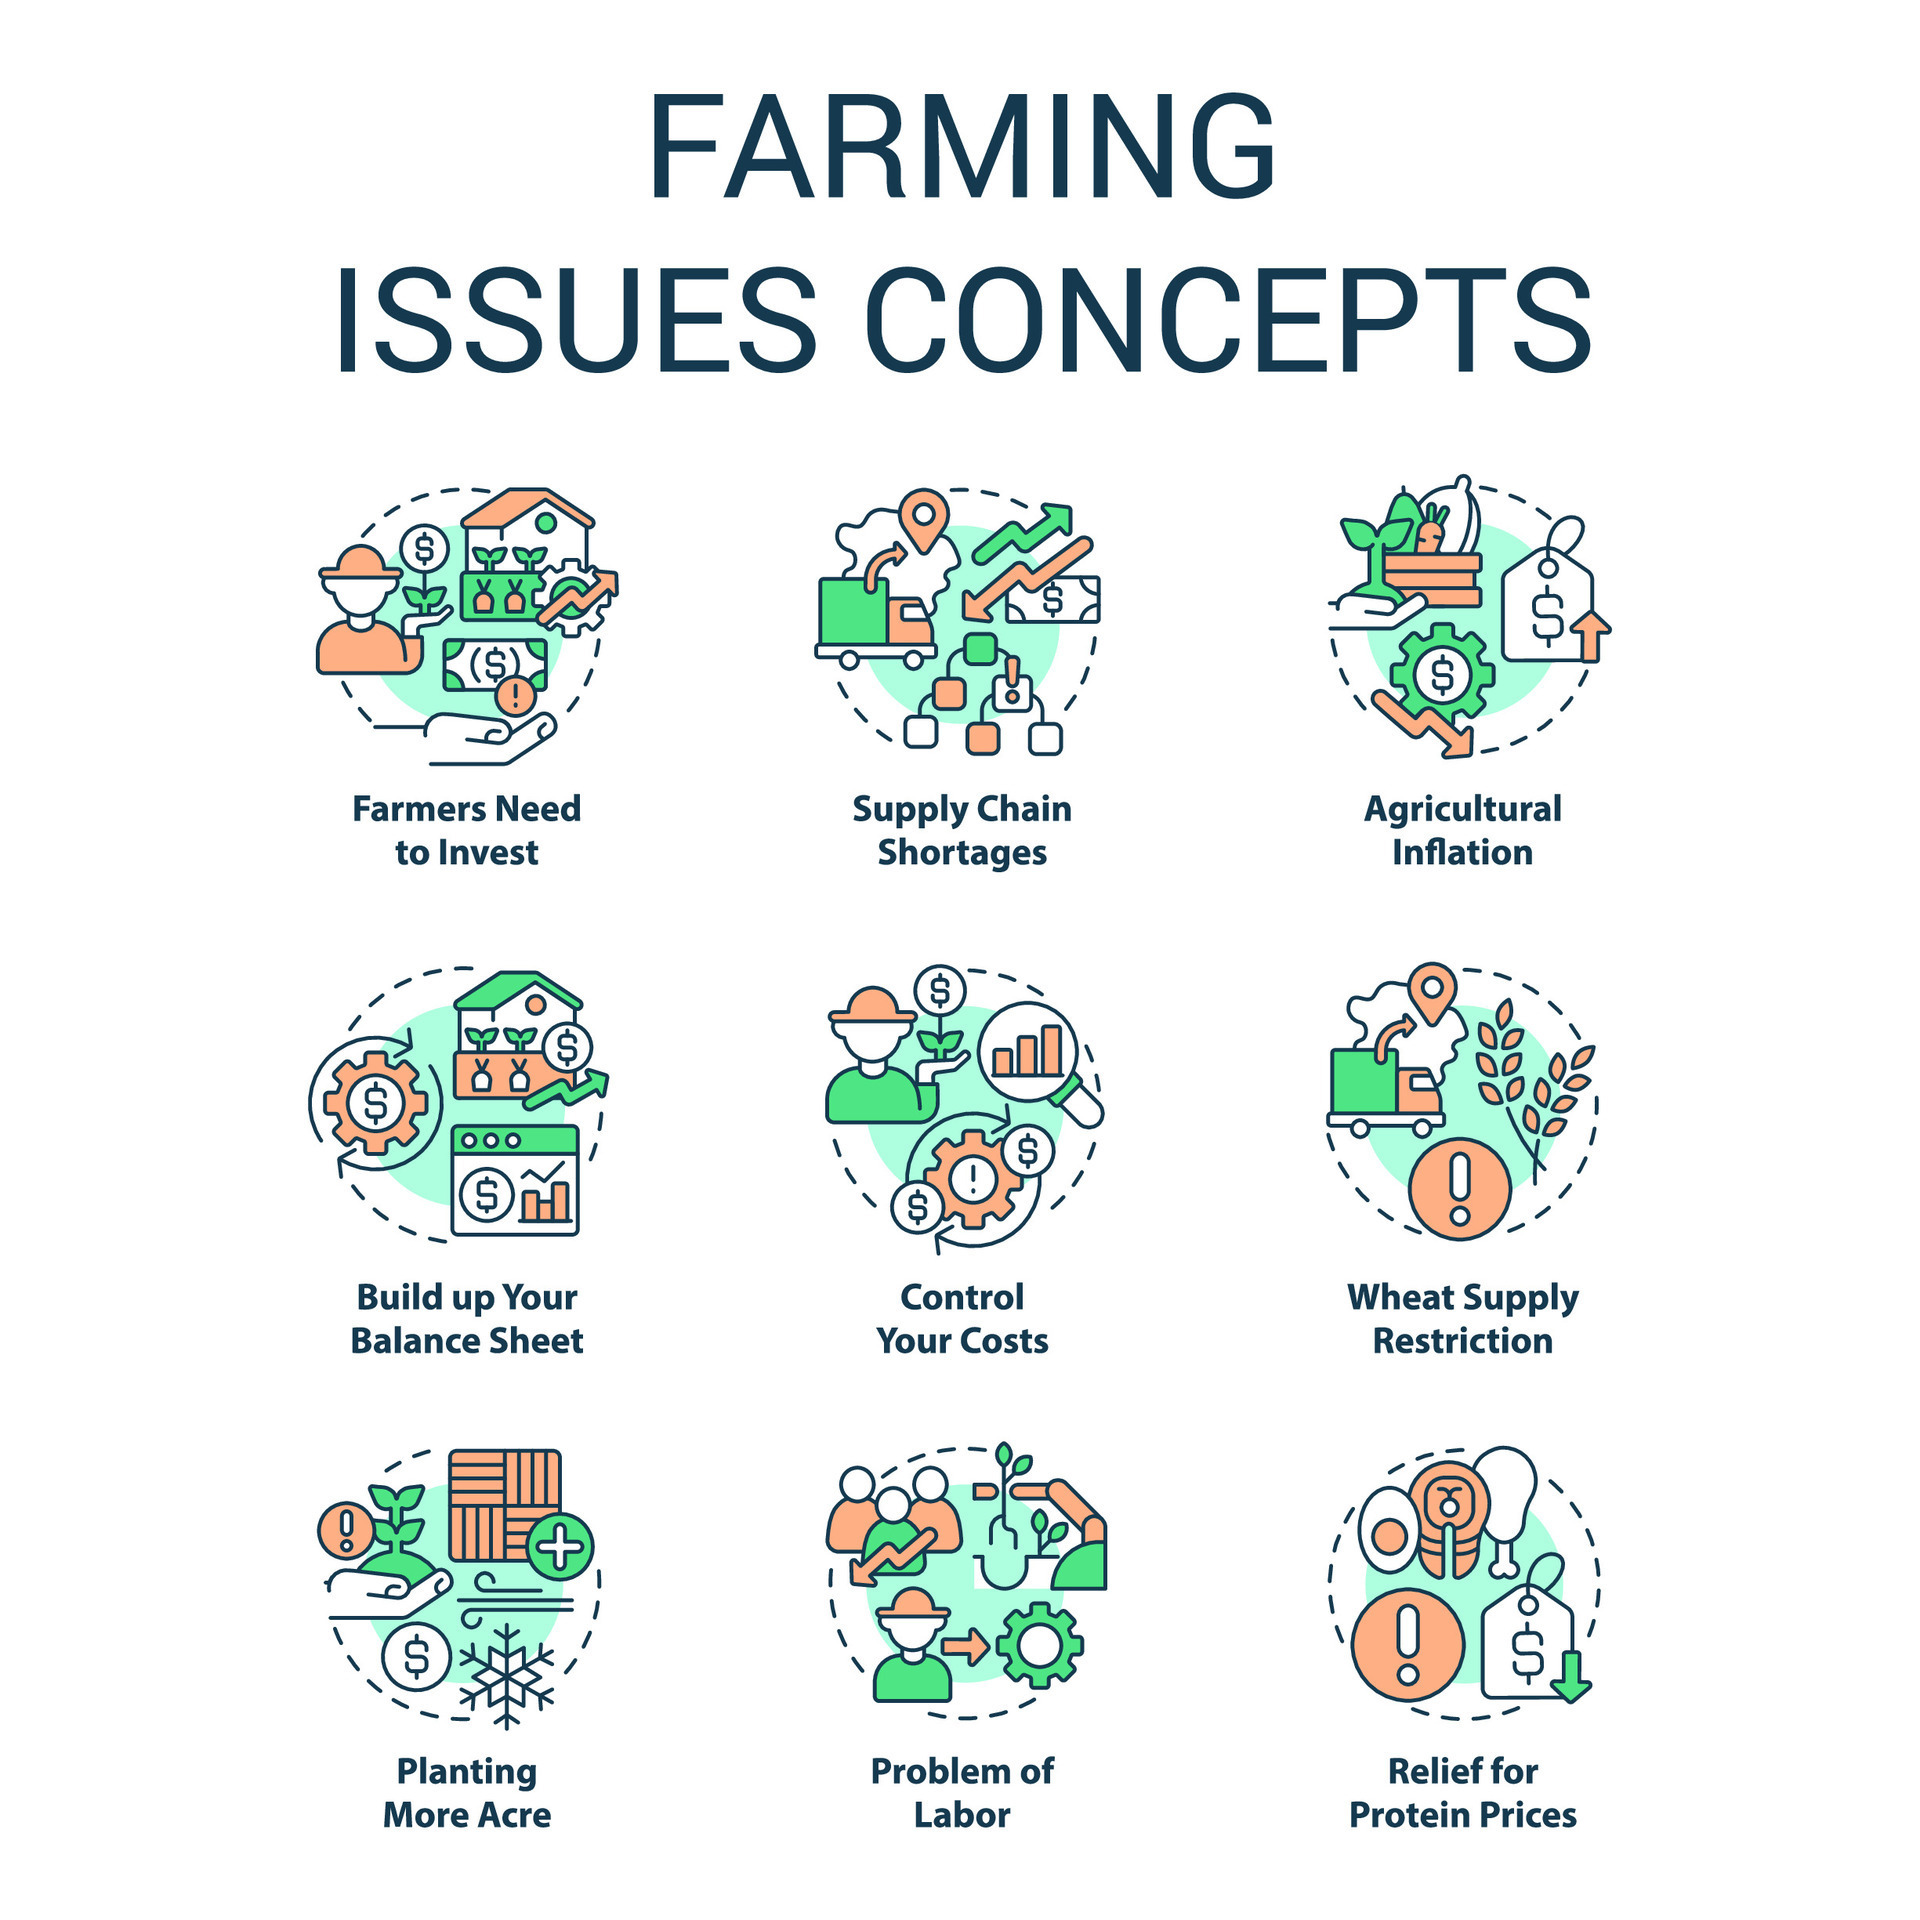 FARMING
ISSUES CONCEPTS
Farmers Need
to Invest
Supply Chain
Shortages
Agricultural
Inflation
Build up Your
Balance Sheet
Control
Your Costs
Wheat Supply
Restriction
Planting
More Acre
Problem of
Labor
Relief for
Protein Prices